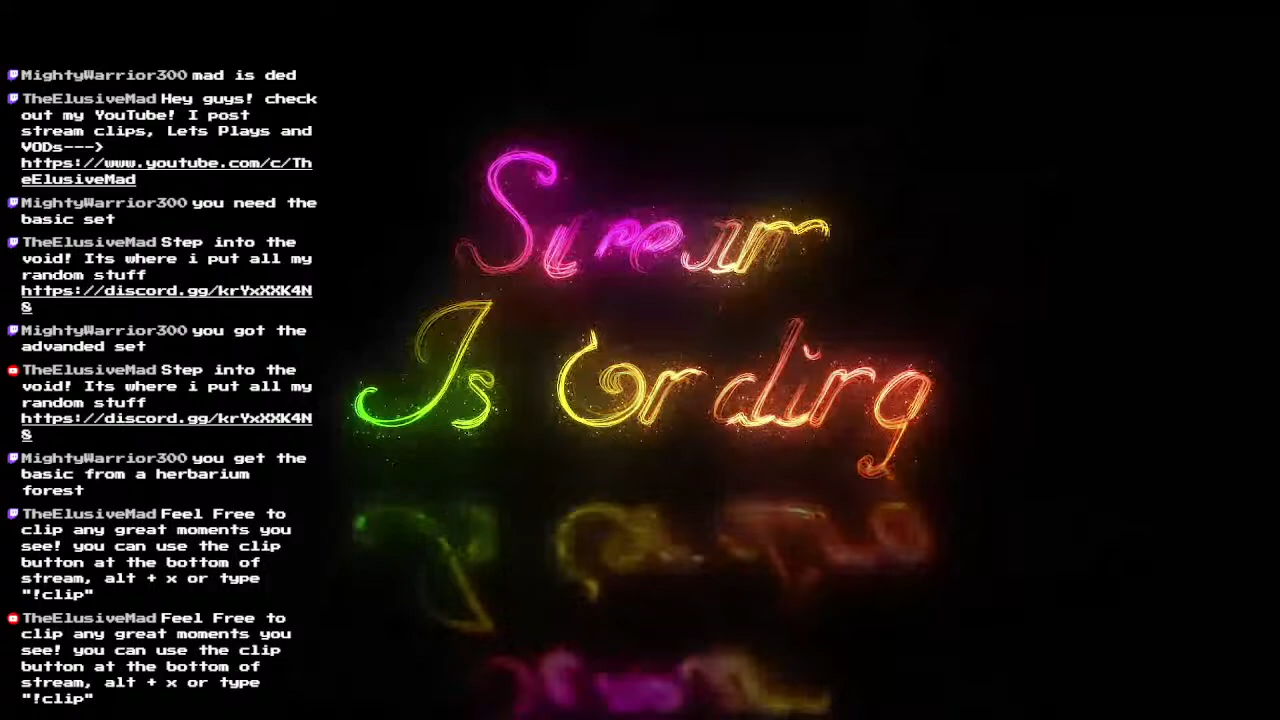 MightyWarrior300 mad is ded
TheElusiveMad Hey guys! check
out my YouTube! I post
stream clips, Lets Plays and
VODs--->
https://www.youtube.com/c/Th
eElusiveMad
MightyWarrior300 you need the
basic set
TheElusiveMad Step into the
void! Its where i put all my
random stuff
https://discord.gg/krYxXXK4N
8
MightyWarrior300 you got the
advanded set
TheElusiveMad Step into the
void! Its where i put all my
random stuff
https://discord.gg/krYxXXK4N
8
MightyWarrior300 you get the
basic from a herbarium
forest
TheElusiveMad Feel Free to
clip any great moments you
see! you can use the clip
button at the bottom of
stream, alt + x or type
"!clip"
TheElusiveMad Feel Free to
clip any great moments you
see! you can use the clip
button at the bottom of
stream, alt + x or type
"!clip"
Stream
Is